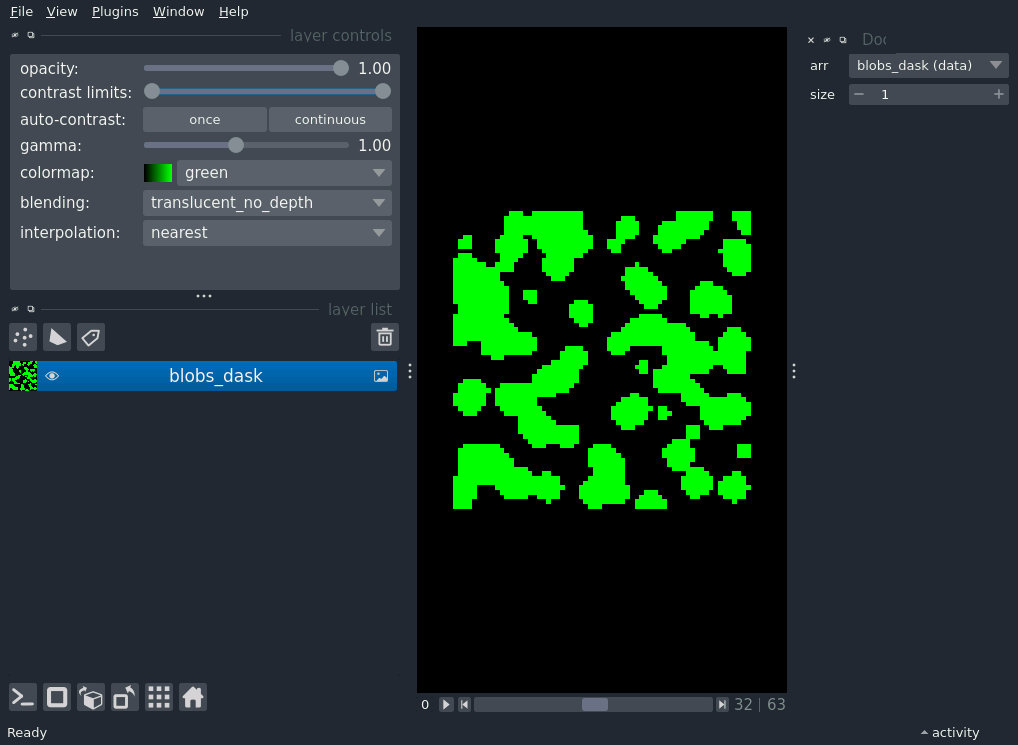 File View Plugins Window Help
layer controls
opacity: 1.00
contrast limits:
auto-contrast: once continuous
gamma: 1.00
colormap: green
blending: translucent_no_depth
interpolation: nearest
layer list
blobs_dask
0 32 | 63
Doc
arr blobs_dask (data)
size 1
Ready
activity